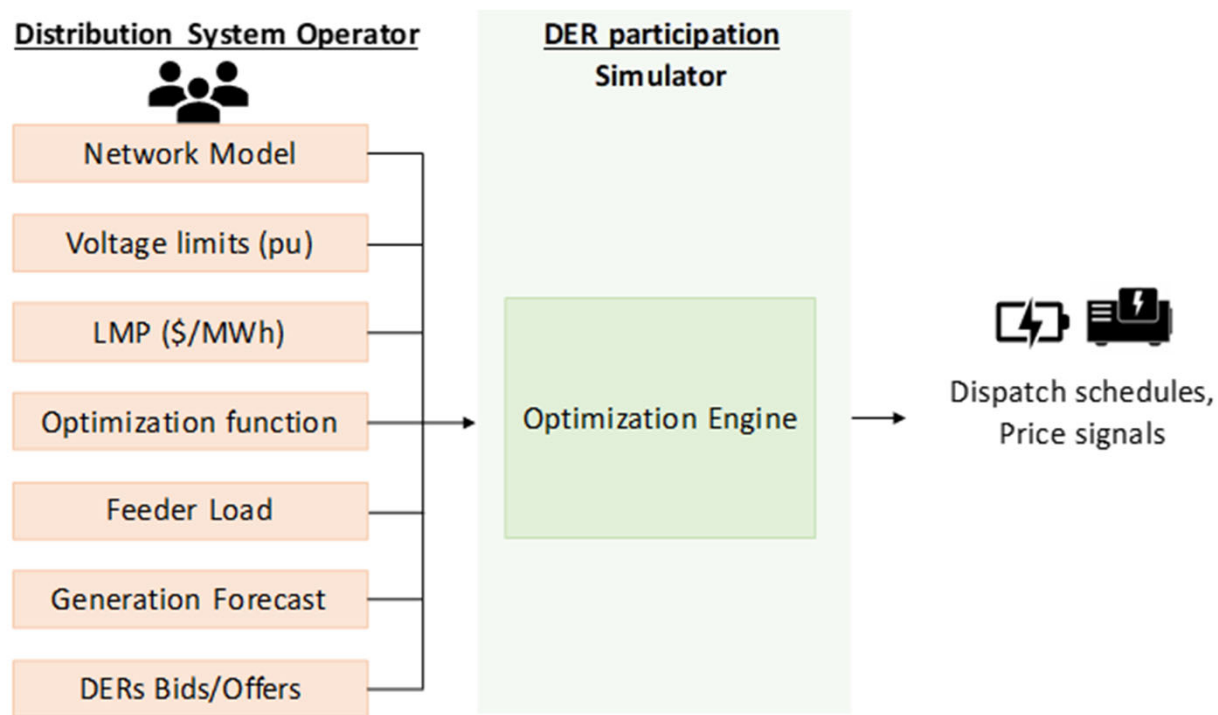 Distribution System Operator
Network Model
Voltage limits (pu)
LMP ($/MWh)
Optimization function
Feeder Load
Generation Forecast
DERs Bids/Offers
DER participation
Simulator
Optimization Engine
Dispatch schedules,
Price signals